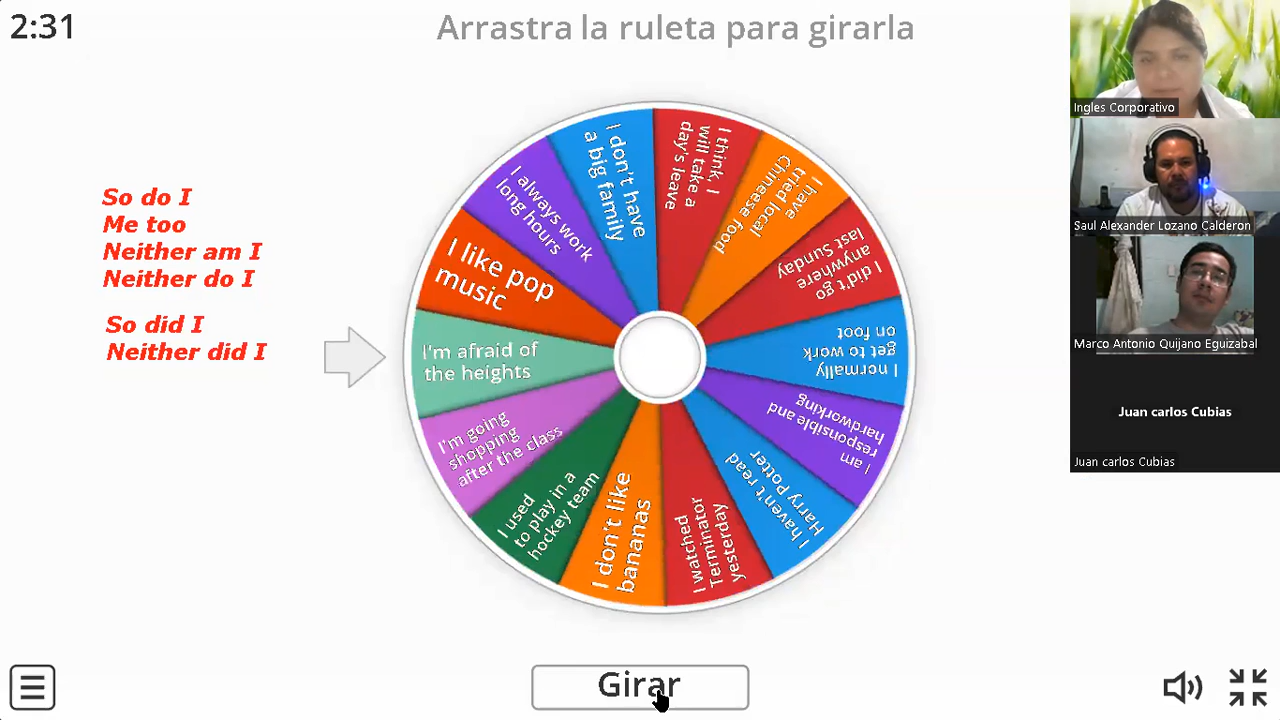 2:31
Arrastra la ruleta para girarla
So do I
Me too
Neither am I
Neither do I
So did I
Neither did I
I think, I
will take a
day's leave
I have
tried local
Chineese food
I did't go
anywhere
last Sunday
I normally
get to work
on foot
I am
responsible and
hardworking
I haven't read
Harry Potter
I watched
Terminator
yesterday
I don't like
bananas
I used
to play in a
hockey team
I'm going
shopping
after the class
I'm afraid of
the heights
I like pop
music
I always work
long hours
I don't have
a big family
Girar
Ingles Corporativo
Saul Alexander Lozano Calderon
Marco Antonio Quijano Eguizabal
Juan carlos Cubias
Juan carlos Cubias